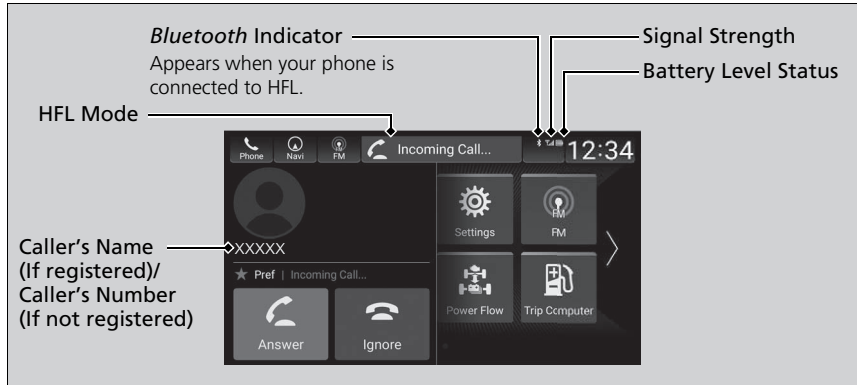 Bluetooth Indicator
Appears when your phone is
connected to HFL.
Signal Strength
Battery Level Status
HFL Mode
Phone
Navi
FM
Incoming Call...
12:34
Caller's Name
(If registered)/
Caller's Number
(If not registered)
XXXXX
Pref | Incoming Call...
Answer
Ignore
Settings
FM
FM
Power Flow
Trip Computer